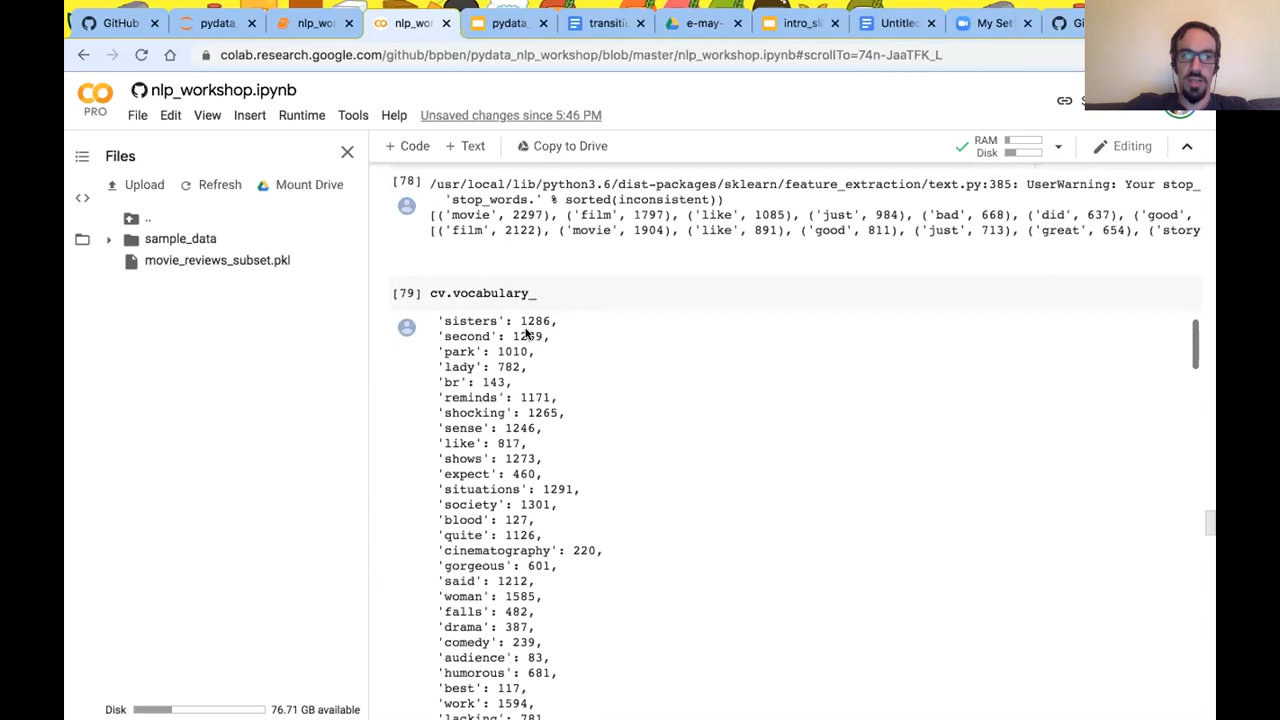 GitHub
pydata
nlp_wo
nlp_wo
pydata_
transitio
e-may-
intro_sli
Untitled
My Set
Gi
colab.research.google.com/github/bpben/pydata_nlp_workshop/blob/master/nlp_workshop.ipynb#scrollTo=74n-JaaTFK_L
nlp_workshop.ipynb
PRO
File Edit View Insert Runtime Tools Help Unsaved changes since 5:46 PM
Files
+ Code + Text Copy to Drive
RAM
Disk
Editing
Upload Refresh Mount Drive
..
sample_data
movie_reviews_subset.pkl
[78] /usr/local/lib/python3.6/dist-packages/sklearn/feature_extraction/text.py:385: UserWarning: Your stop_
'stop_words.' % sorted(inconsistent))
[('movie', 2297), ('film', 1797), ('like', 1085), ('just', 984), ('bad', 668), ('did', 637), ('good',
[('film', 2122), ('movie', 1904), ('like', 891), ('good', 811), ('just', 713), ('great', 654), ('story
[79] cv.vocabulary_
'sisters': 1286,
'second':
'park': 1010,
'lady': 782,
'br': 143,
'reminds': 1171,
'shocking': 1265,
'sense': 1246,
'like': 817,
'shows': 1273,
'expect': 460,
'situations': 1291,
'society': 1301,
'blood': 127,
'quite': 1126,
'cinematography': 220,
'gorgeous': 601,
'said': 1212,
'woman': 1585,
'falls': 482,
'drama': 387,
'comedy': 239,
'audience': 83,
'humorous': 681,
'best': 117,
'work': 1594,
'lacking': 781
Disk 76.71 GB available